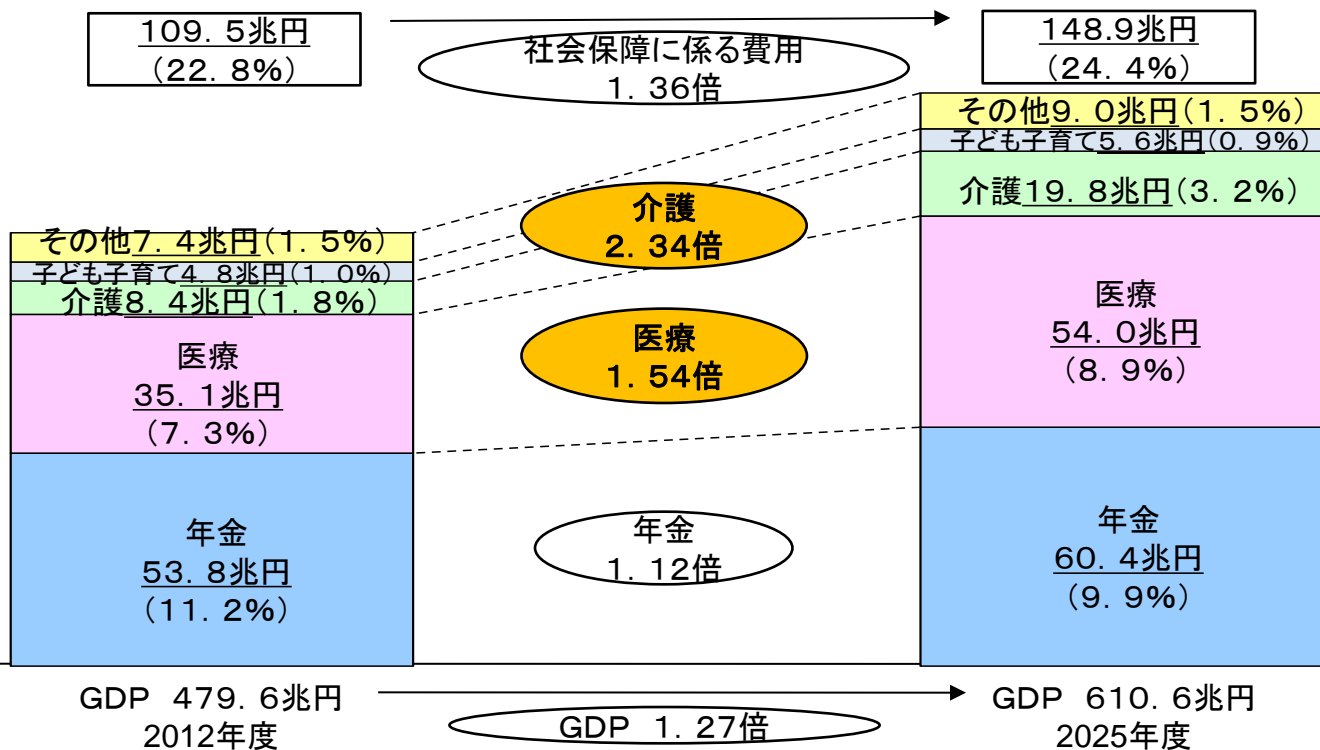 109．5兆円
（22．8%）
社会保障に係る費用
1．36倍
148.9兆円
（24．4%）
その他7．4兆円（1．5%）
子ども子育て4．8兆円（1．0%）
介護8．4兆円（1．8%）
医療
35．1兆円
（7．3%）
年金
53．8兆円
（11．2%）
介護
2．34倍
医療
1．54倍
年金
1．12倍
その他9．0兆円（1．5%）
子ども子育て5．6兆円（0．9%）
介護19．8兆円（3．2%）
医療
54．0兆円
（8．9%）
年金
60．4兆円
（9．9%）
GDP　479．6兆円
2012年度
GDP　1．27倍
GDP　610．6兆円
2025年度